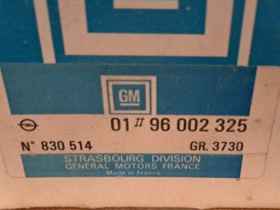 GM
01 # 96 002 325
N° 830 514 GR. 3730
STRASBOURG DIVISION
GENERAL MOTORS FRANCE
Made in France